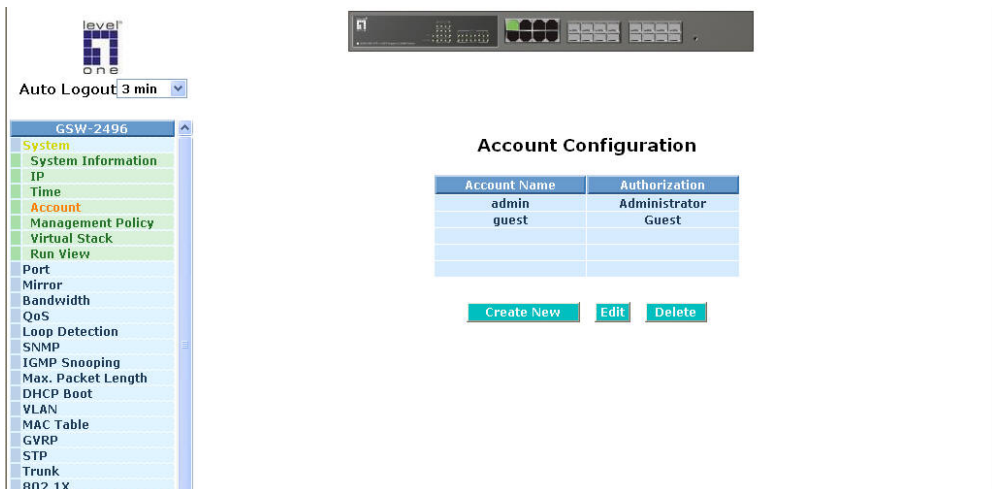 level
one
Auto Logout 3 min
GSW-2496
System
System Information
IP
Time
Account
Management Policy
Virtual Stack
Run View
Port
Mirror
Bandwidth
QoS
Loop Detection
SNMP
IGMP Snooping
Max. Packet Length
DHCP Boot
VLAN
MAC Table
GVRP
STP
Trunk
802.1X
Account Configuration
Account Name Authorization
admin Administrator
guest Guest
Create New Edit Delete